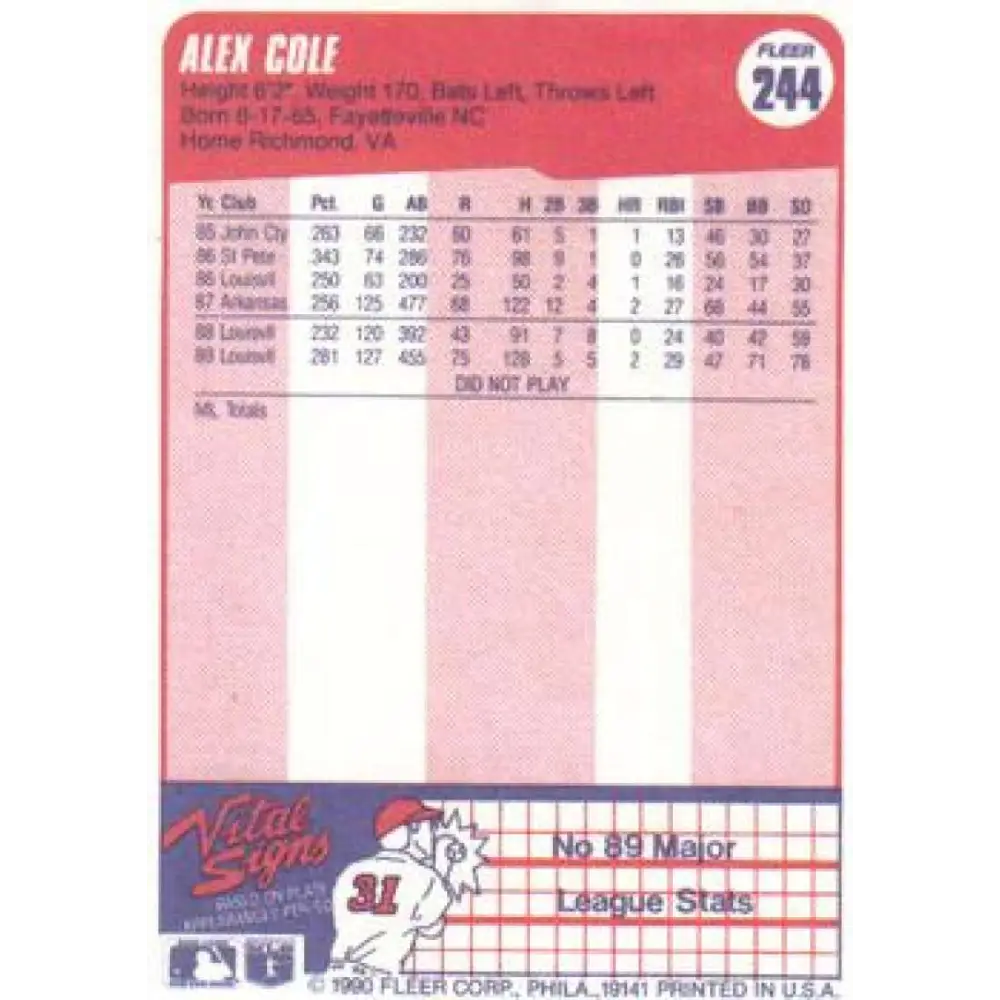 ALEX COLE
FLEER
244
Height 6'2", Weight 170, Bats Left, Throws Left
Born 8-17-65, Fayetteville NC
Home Richmond, VA
Yr Club Pct. G AB R H 2B 3B HR RBI SB BB SO
85 John Cty 263 66 232 60 61 5 1 1 13 46 30 27
86 St Pete 343 74 286 76 98 9 1 0 26 56 54 37
86 Louisvll 250 63 200 25 50 2 4 1 16 24 17 30
87 Arkansas 256 125 477 68 122 12 4 2 27 68 44 55
88 Louisvll 232 120 392 43 91 7 8 0 24 40 42 59
89 Louisvll 281 127 455 75 128 5 5 2 29 47 71 76
DID NOT PLAY
ML Totals
Vital
Signs
31
No 89 Major
League Stats
© 1990 FLEER CORP., PHILA., 19141 PRINTED IN U.S.A.